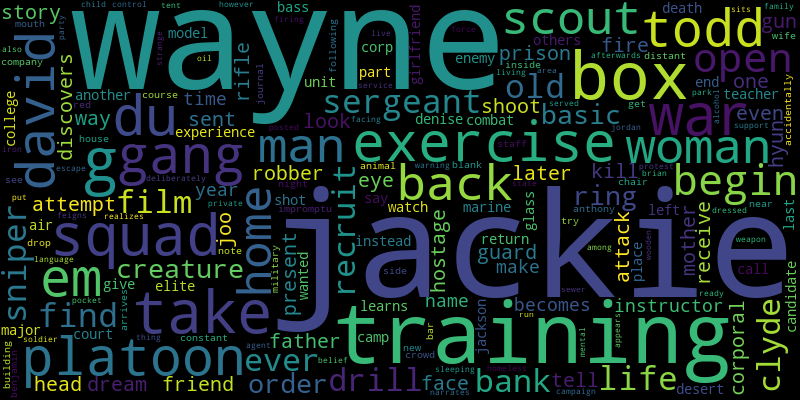 child control tent however bass firing following girlfriend distant family
story mouth journal model enemy gun wife
wayne scout todd
david discovers rifle corp others fire death sits
also company oil part prison inside living area open
unit box
another course time old
college way sent sergeant shoot end one teacher
red du look denise combat basic war even
house experience hyun accidentally
iron g gang man exercise woman jordan park alcohol support
see escape robber back later kill
put animal warning blank chair protest brian
attempt film year recruit eye ring begin
air joo shot say watch marine glass try anthony left
sniper squad home night impromptu hostage staff attack receive last
deliberately feigns realizes private instead return among wooden
drop language em creature present wanted guard make place mother dressed near weapon
note military side state call
find give elite jackie name becomes instructor candidate
pocket take learns sewer ready
major arrives constant training run mental appears
court father camp bar new jackson corporal clyde
building soldier platoon ever crowd
thing agent belief sleeping homeless bank tell life desert
benjamin head dream friend order drill face narrates campaign
afterwards facing live service strange posted party force get served